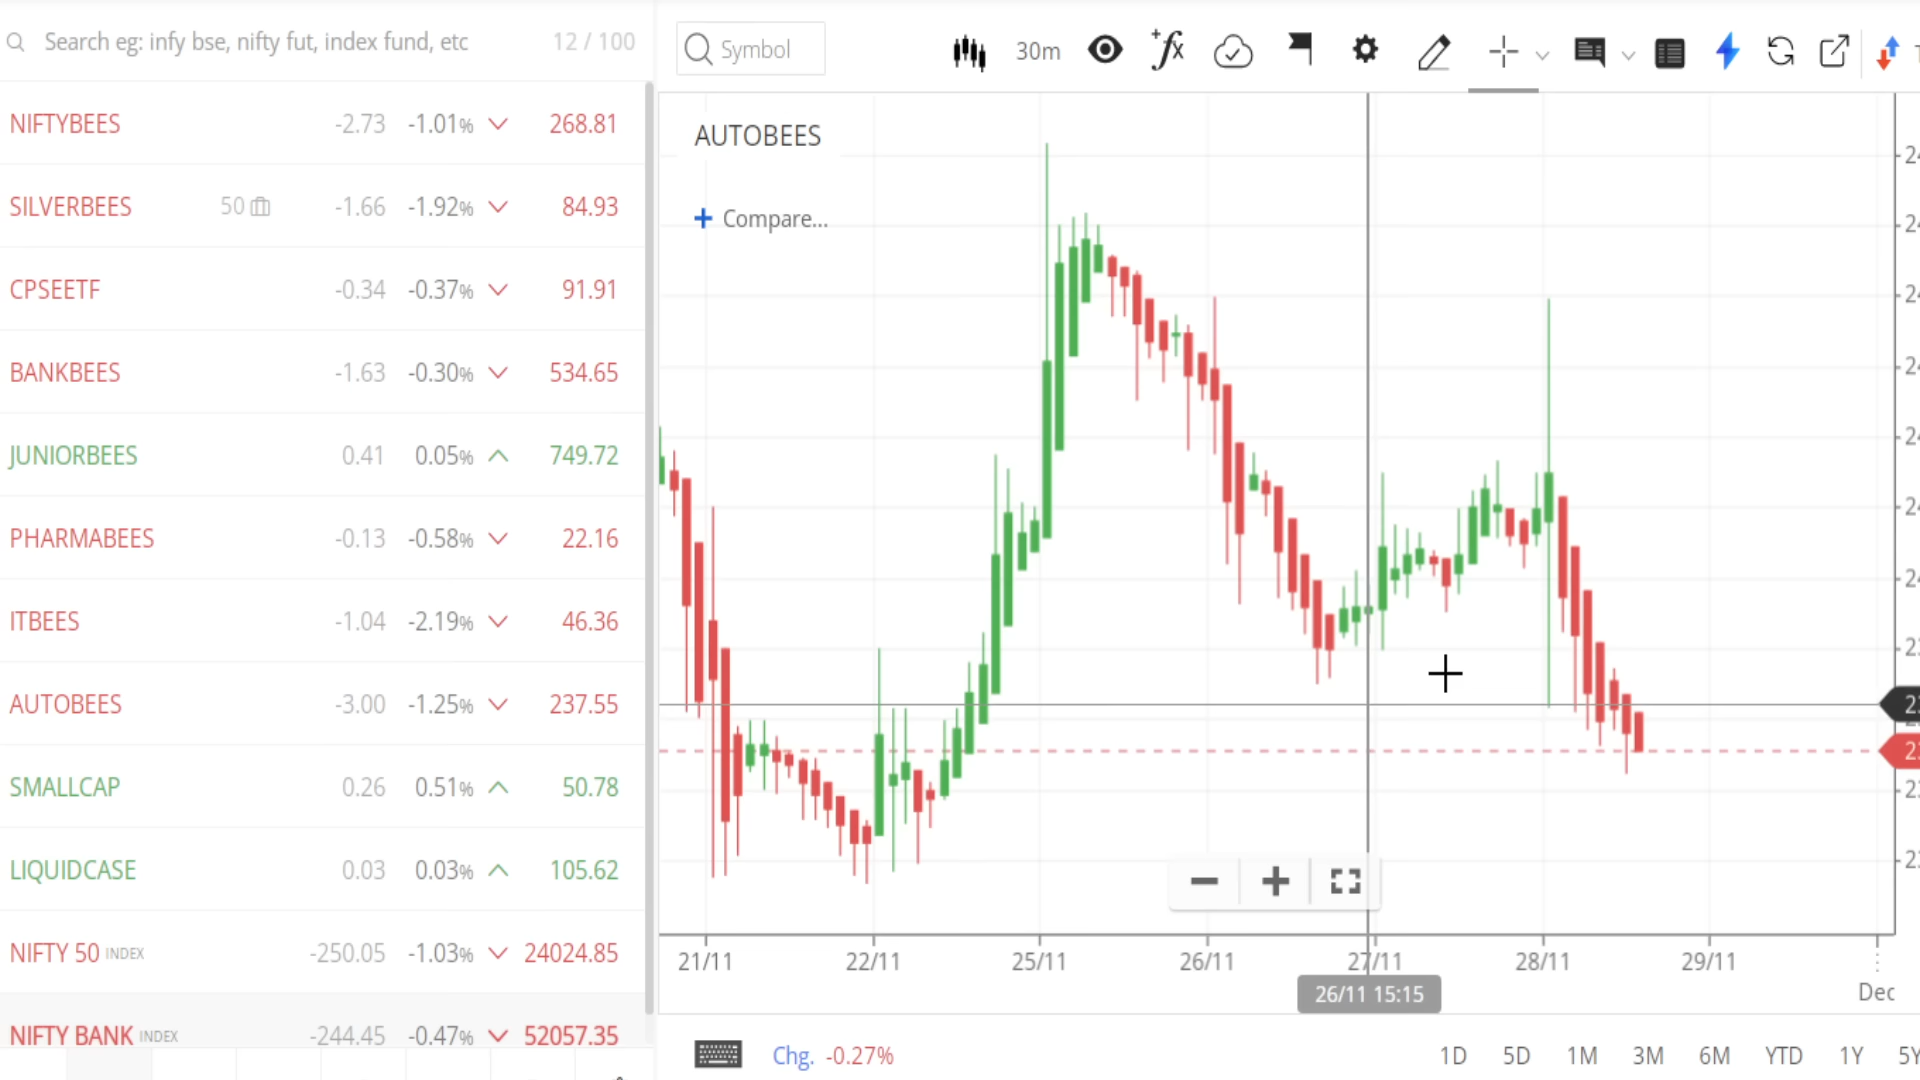 Search eg: infy bse, nifty fut, index fund, etc 12 / 100
NIFTYBEES -2.73 -1.01% 268.81
SILVERBEES 50 -1.66 -1.92% 84.93
CPSEETF -0.34 -0.37% 91.91
BANKBEES -1.63 -0.30% 534.65
JUNIORBEES 0.41 0.05% 749.72
PHARMABEES -0.13 -0.58% 22.16
ITBEES -1.04 -2.19% 46.36
AUTOBEES -3.00 -1.25% 237.55
SMALLCAP 0.26 0.51% 50.78
LIQUIDCASE 0.03 0.03% 105.62
NIFTY 50 INDEX -250.05 -1.03% 24024.85
NIFTY BANK INDEX -244.45 -0.47% 52057.35
Symbol 30m
AUTOBEES
Compare...
21/11 22/11 25/11 26/11 27/11 28/11 29/11
26/11 15:15
Dec
Chg. -0.27% 1D 5D 1M 3M 6M YTD 1Y 5Y